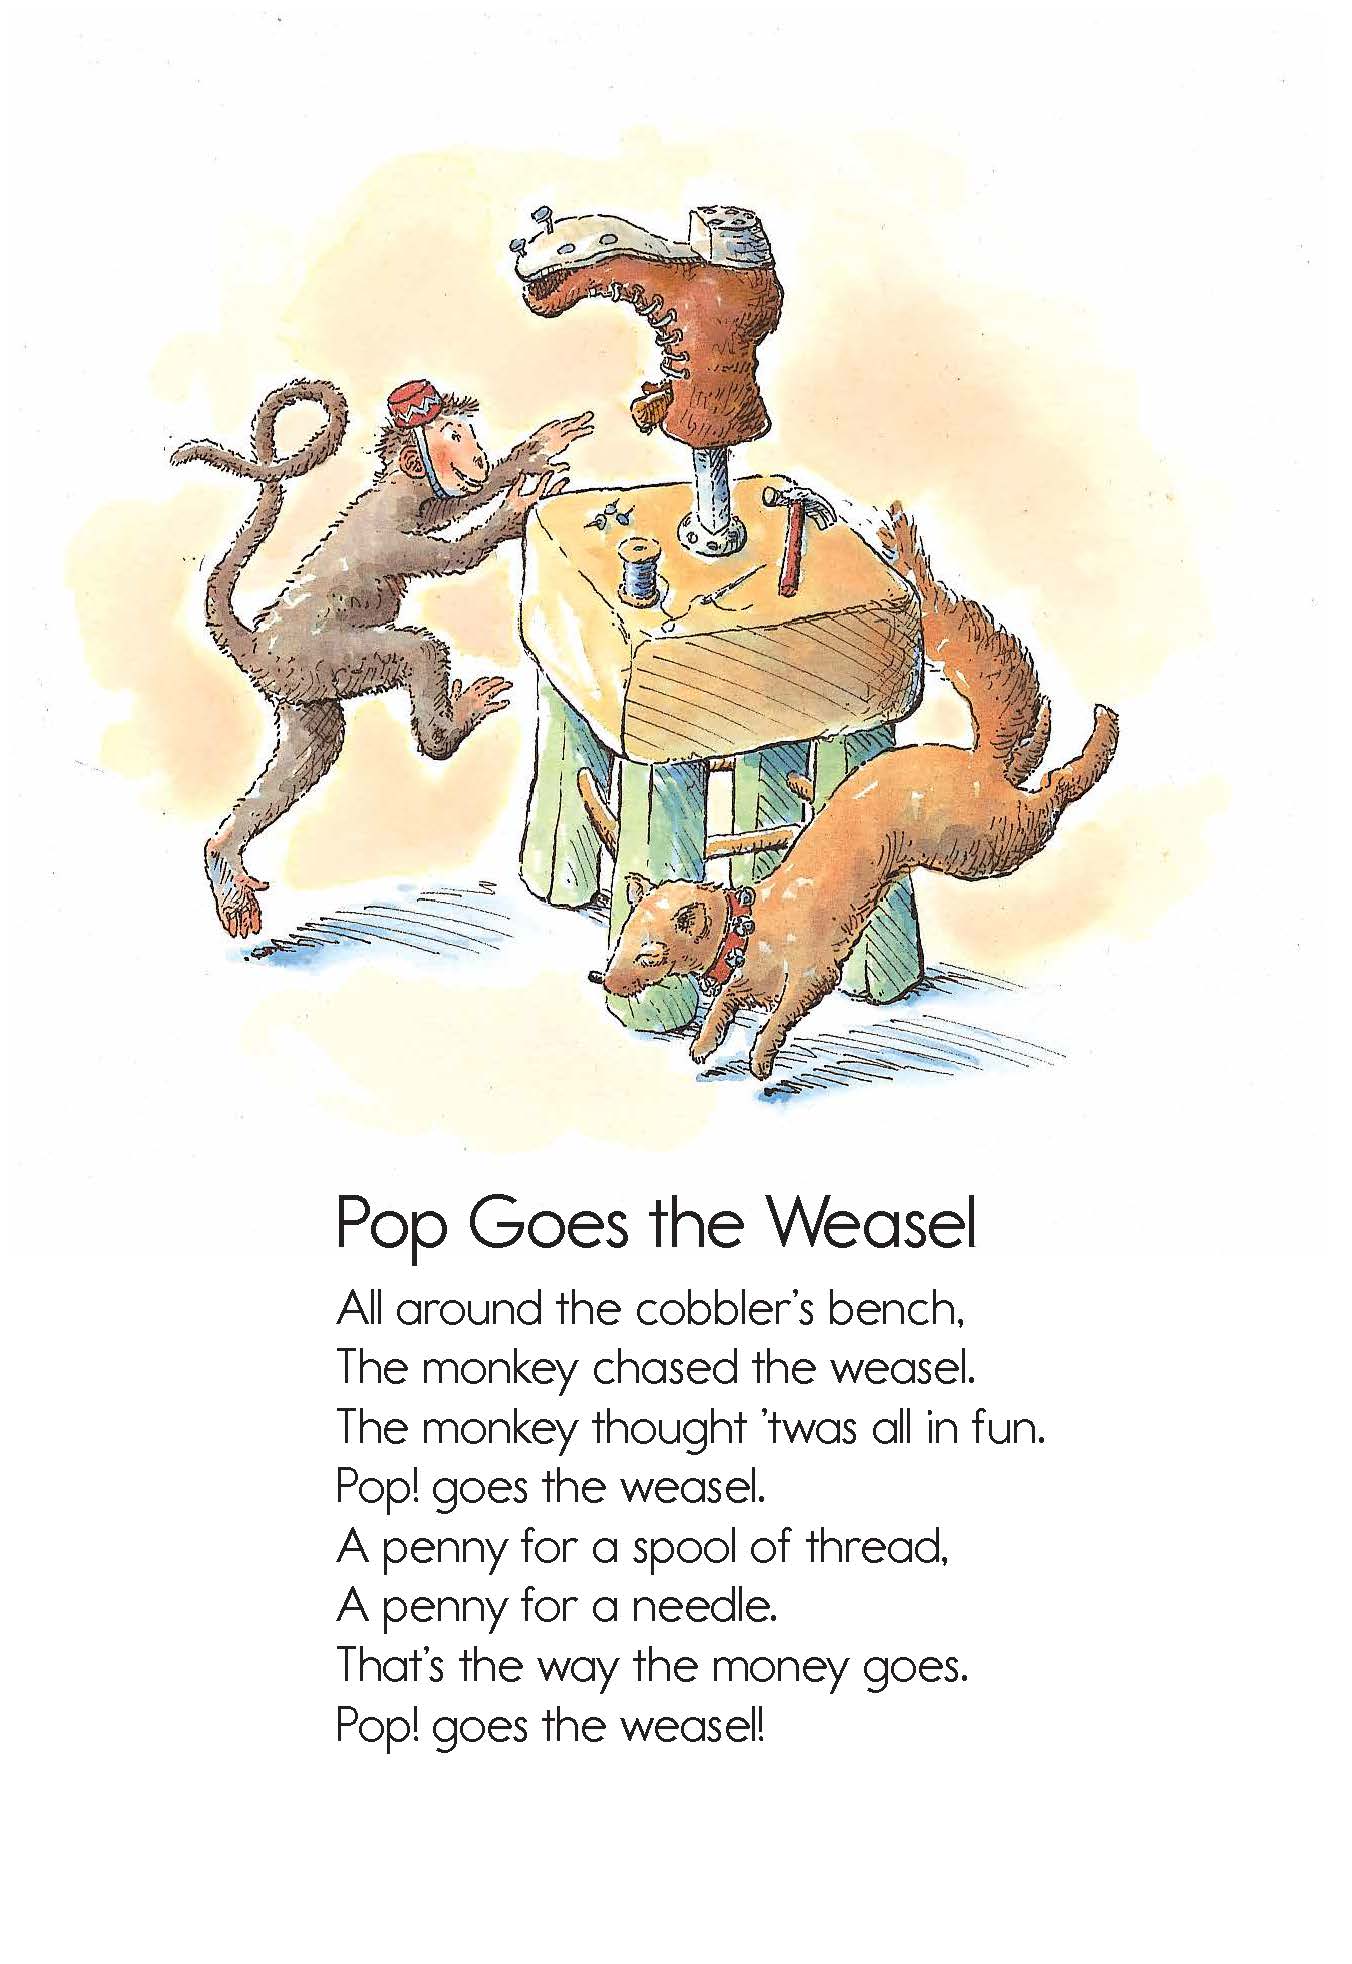 Pop Goes the Weasel
All around the cobbler’s bench,
The monkey chased the weasel.
The monkey thought ’twas all in fun.
Pop! goes the weasel.
A penny for a spool of thread,
A penny for a needle.
That’s the way the money goes.
Pop! goes the weasel!